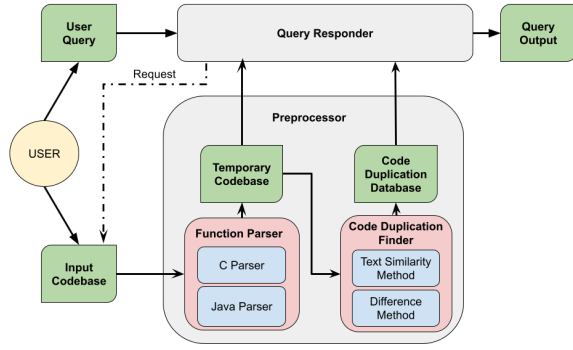 User
Query
Query Responder
Query
Output
Request
Preprocessor
USER
Temporary
Codebase
Code
Duplication
Database
Function Parser
Code Duplication
Finder
C Parser
Text Similarity
Method
Input
Codebase
Java Parser
Difference
Method